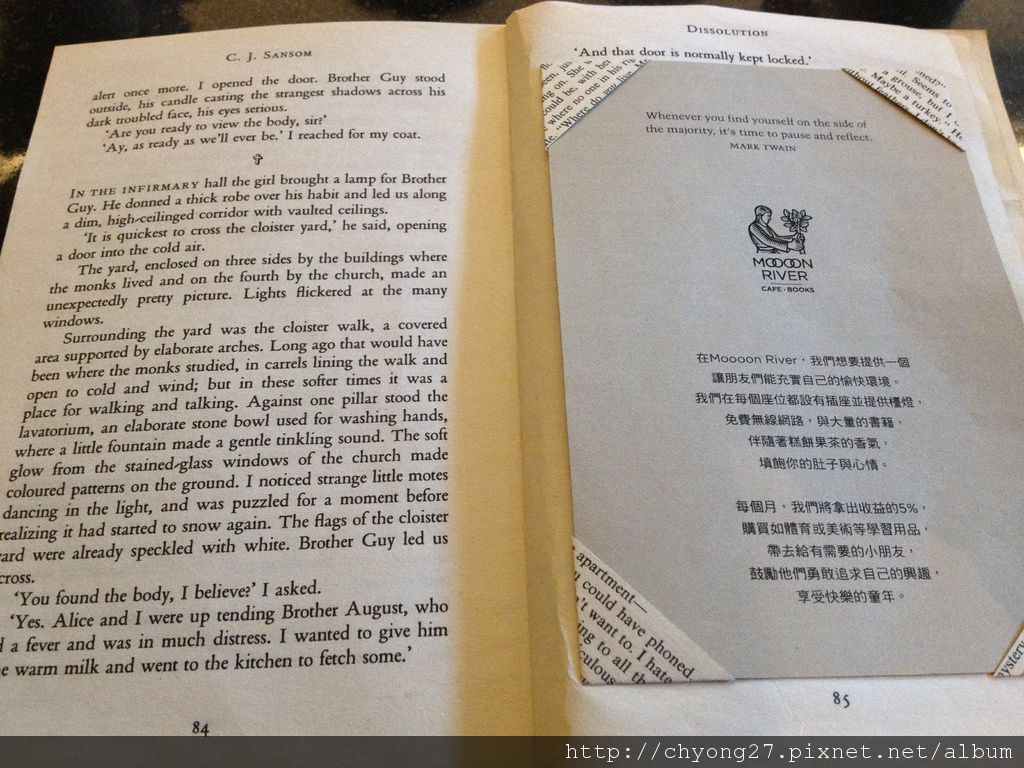 C. J. SANSOM
alert once more. I opened the door. Brother Guy stood
outside, his candle casting the strangest shadows across his
dark troubled face, his eyes serious.
'Are you ready to view the body, sir?'
'Ay, as ready as we'll ever be.' I reached for my coat.
IN THE INFIRMARY hall the girl brought a lamp for Brother
Guy. He donned a thick robe over his habit and led us along
a dim, high-ceilinged corridor with vaulted ceilings.
'It is quickest to cross the cloister yard,' he said, opening
a door into the cold air.
The yard, enclosed on three sides by the buildings where
the monks lived and on the fourth by the church, made an
unexpectedly pretty picture. Lights flickered at the many
windows.
Surrounding the yard was the cloister walk, a covered
area supported by elaborate arches. Long ago that would have
been where the monks studied, in carrels lining the walk and
open to cold and wind; but in these softer times it was a
place for walking and talking. Against one pillar stood the
lavatorium, an elaborate stone bowl used for washing hands,
where a little fountain made a gentle tinkling sound. The soft
glow from the stained-glass windows of the church made
coloured patterns on the ground. I noticed strange little motes
dancing in the light, and was puzzled for a moment before
realizing it had started to snow again. The flags of the cloister
yard were already speckled with white. Brother Guy led us
cross.
'You found the body, I believe?' I asked.
'Yes. Alice and I were up tending Brother August, who
a fever and was in much distress. I wanted to give him
warm milk and went to the kitchen to fetch some.'
84
DISSOLUTION
'And that door is normally kept locked.'
Whenever you find yourself on the side of
the majority, it's time to pause and reflect.
MARK TWAIN
MOOOON
RIVER
CAFE·BOOKS
在Moooon River，我們想要提供一個
讓朋友們能充實自己的愉快環境。
我們在每個座位都設有插座並提供檯燈，
免費無線網路，與大量的書籍，
伴隨著糕餅果茶的香氣，
填飽你的肚子與心情。
每個月，我們將拿出收益的5%，
購買如體育或美術等學習用品，
帶去給有需要的小朋友，
鼓勵他們勇敢追求自己的興趣，
享受快樂的童年。
apartment—
could have phoned.
want to. I hate
to all
85
http://chyong27.pixnet.net/album